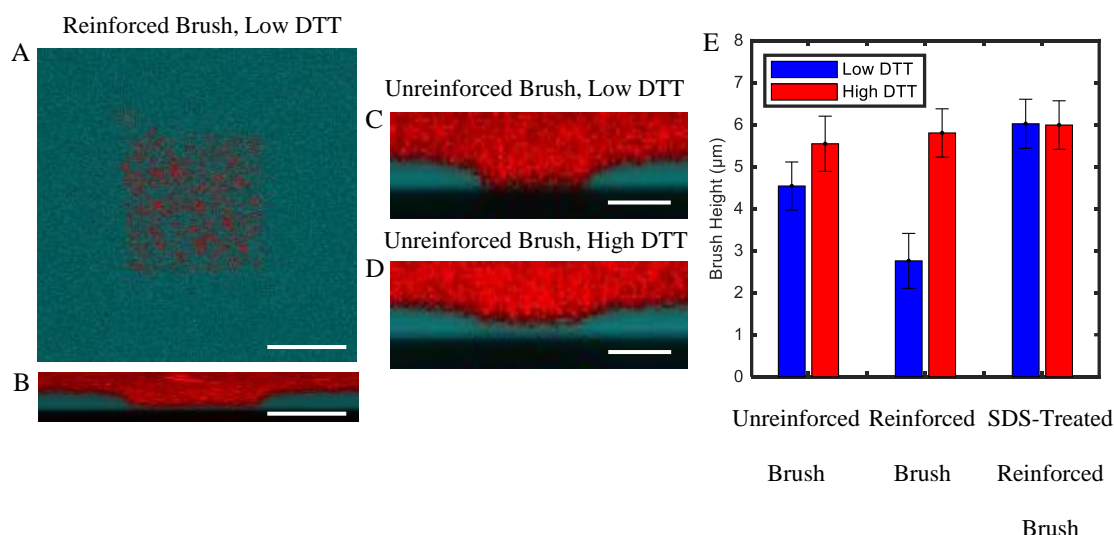 Reinforced Brush, Low DTT
A
B
Unreinforced Brush, Low DTT
C
Unreinforced Brush, High DTT
D
E
8
7
6
5
4
3
2
1
0
Brush Height (μm)
Low DTT
High DTT
Unreinforced Reinforced SDS-Treated
Brush Brush Reinforced
Brush